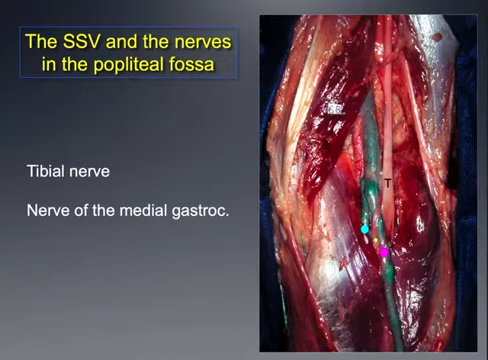 The SSV and the nerves
in the popliteal fossa
Tibial nerve
Nerve of the medial gastroc.
T